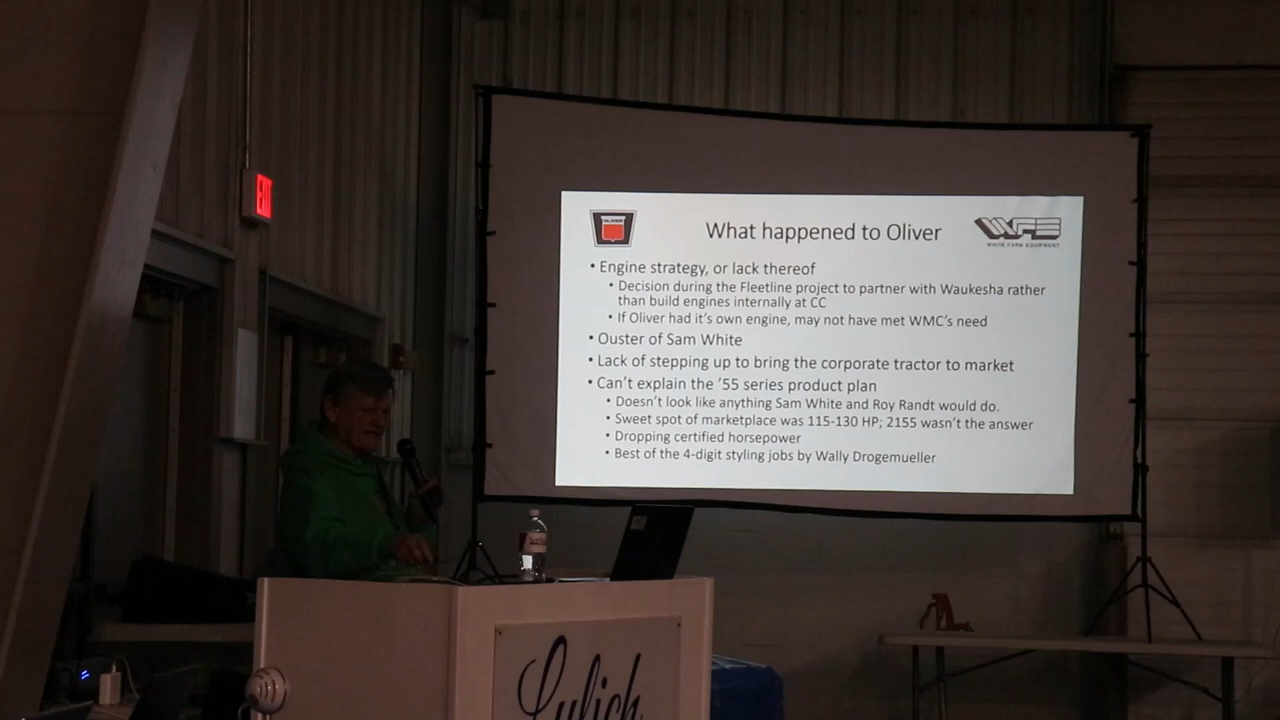 EXIT
OLIVER
What happened to Oliver
WFE
WHITE FARM EQUIPMENT
• Engine strategy, or lack thereof
• Decision during the Fleetline project to partner with Waukesha rather
than build engines internally at CC
• If Oliver had it's own engine, may not have met WMC's need
• Ouster of Sam White
• Lack of stepping up to bring the corporate tractor to market
• Can't explain the '55 series product plan
• Doesn't look like anything Sam White and Roy Randt would do.
• Sweet spot of marketplace was 115-130 HP; 2155 wasn't the answer
• Dropping certified horsepower
• Best of the 4-digit styling jobs by Wally Drogemueller
Lulich